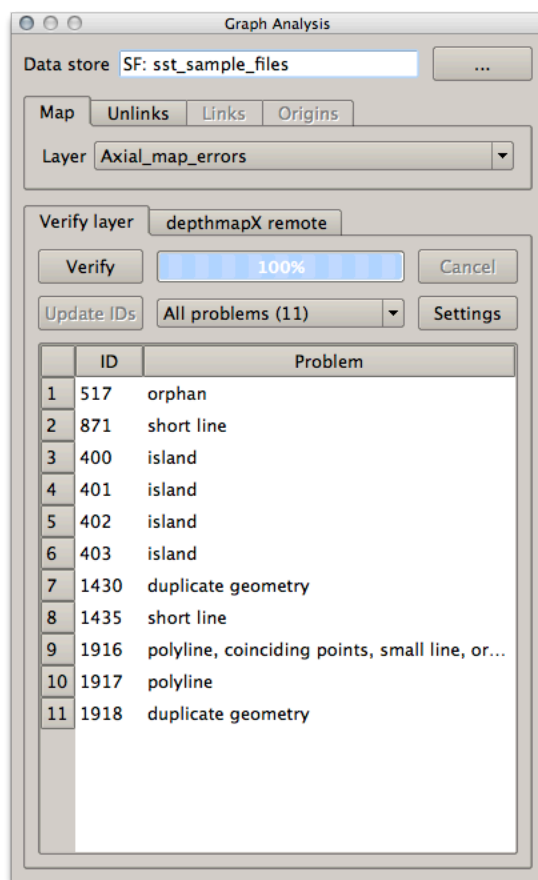 Graph Analysis
Data store SF: sst_sample_files ...
Map Unlinks Links Origins
Layer Axial_map_errors
Verify layer depthmapX remote
Verify 100% Cancel
Update IDs All problems (11) Settings
ID Problem
1 517 orphan
2 871 short line
3 400 island
4 401 island
5 402 island
6 403 island
7 1430 duplicate geometry
8 1435 short line
9 1916 polyline, coinciding points, small line, or...
10 1917 polyline
11 1918 duplicate geometry